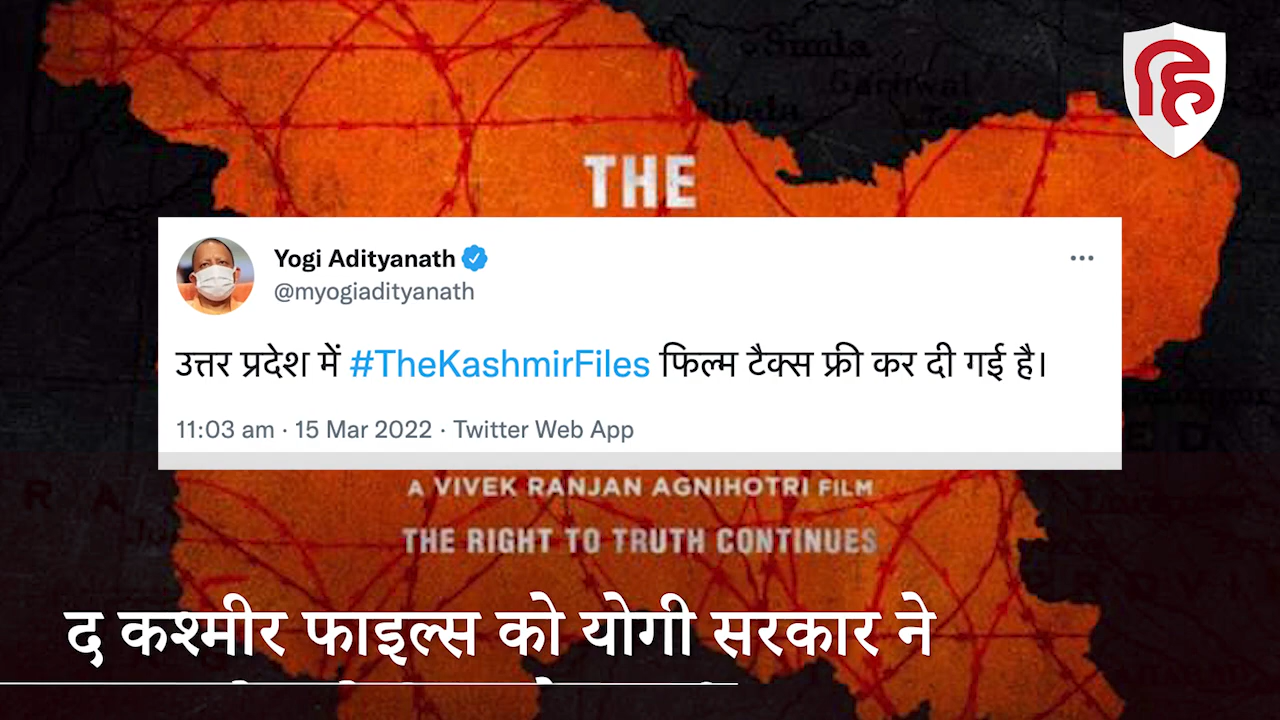 हि
Simla
Garhwal
THE
Yogi Adityanath
@myogiadityanath
उत्तर प्रदेश में #TheKashmirFiles फिल्म टैक्स फ्री कर दी गई है।
11:03 am · 15 Mar 2022 · Twitter Web App
A VIVEK RANJAN AGNIHOTRI FILM
THE RIGHT TO TRUTH CONTINUES
द कश्मीर फाइल्स को योगी सरकार ने